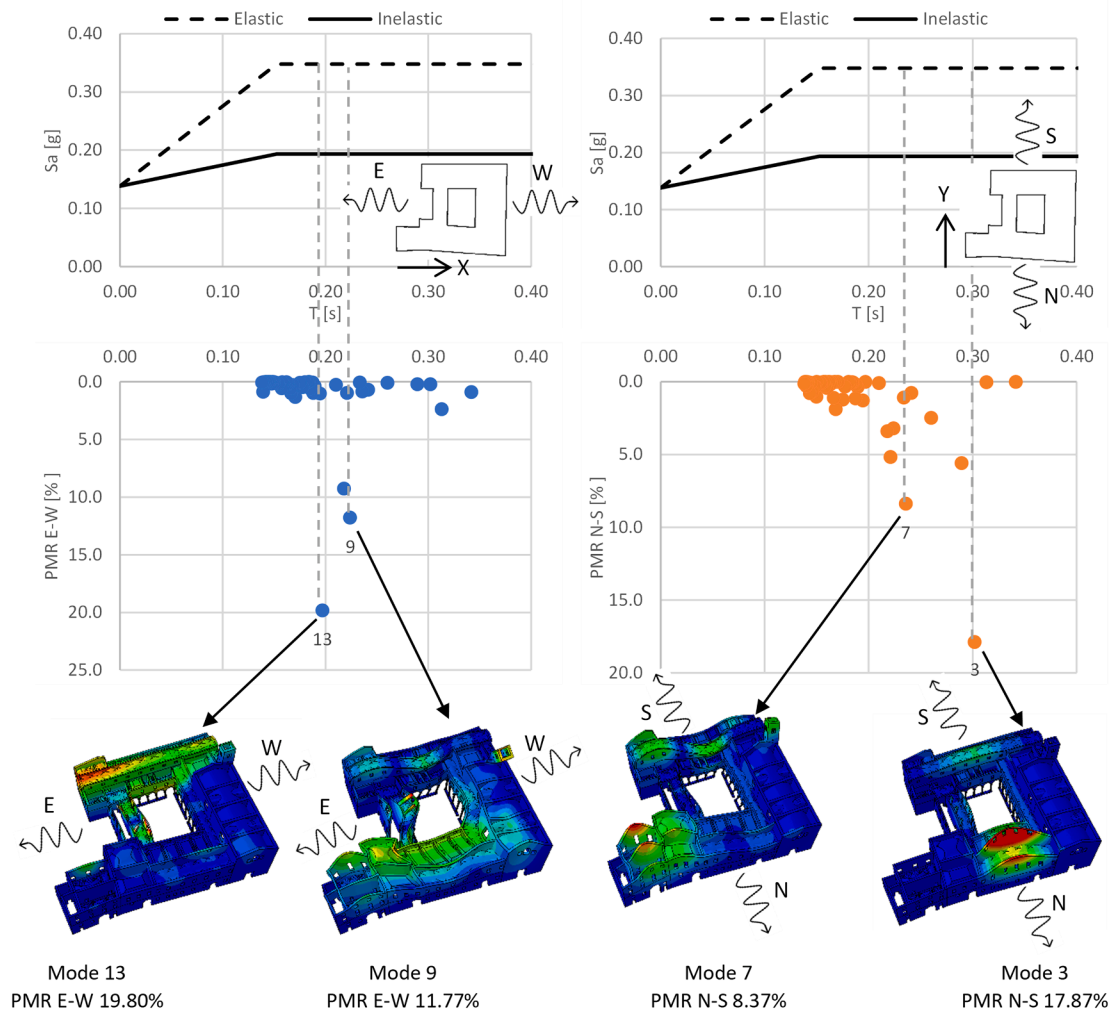 Elastic Inelastic
0.40
0.30
0.20
0.10
0.00
Sa [g]
E
W
X
0.00 0.10 0.20 0.30 0.40
T [s]
Elastic Inelastic
0.40
0.30
0.20
0.10
0.00
Sa [g]
S
Y
N
0.00 0.10 0.20 0.30 0.40
T [s]
0.00 0.10 0.20 0.30 0.40
0.0
5.0
10.0
15.0
20.0
25.0
PMR E-W [% ]
9
13
0.00 0.10 0.20 0.30 0.40
0.0
5.0
10.0
15.0
20.0
PMR N-S [% ]
7
3
E
W
E
W
S
N
S
N
Mode 13
PMR E-W 19.80%
Mode 9
PMR E-W 11.77%
Mode 7
PMR N-S 8.37%
Mode 3
PMR N-S 17.87%